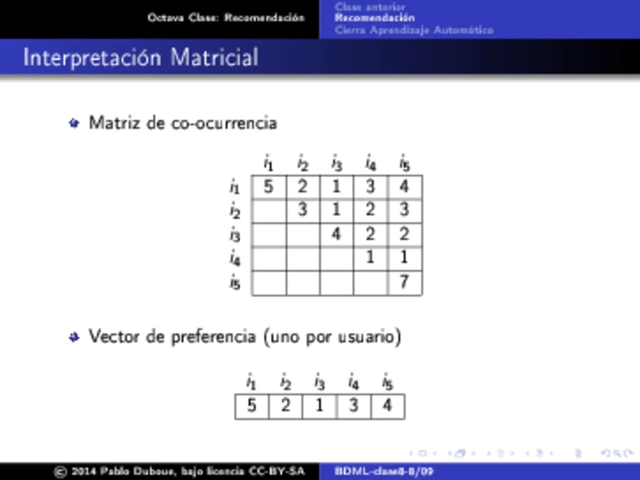 Octava Clase: Recomendación
Clase anterior
Recomendación
Cierra Aprendizaje Automático
Interpretación Matricial
Matriz de co-ocurrencia
i1 i2 i3 i4 i5
i1 5 2 1 3 4
i2 3 1 2 3
i3 4 2 2
i4 1 1
i5 7
Vector de preferencia (uno por usuario)
i1 i2 i3 i4 i5
5 2 1 3 4
© 2014 Pablo Duboue, bajo licencia CC-BY-SA
BDML-clase8-8/09